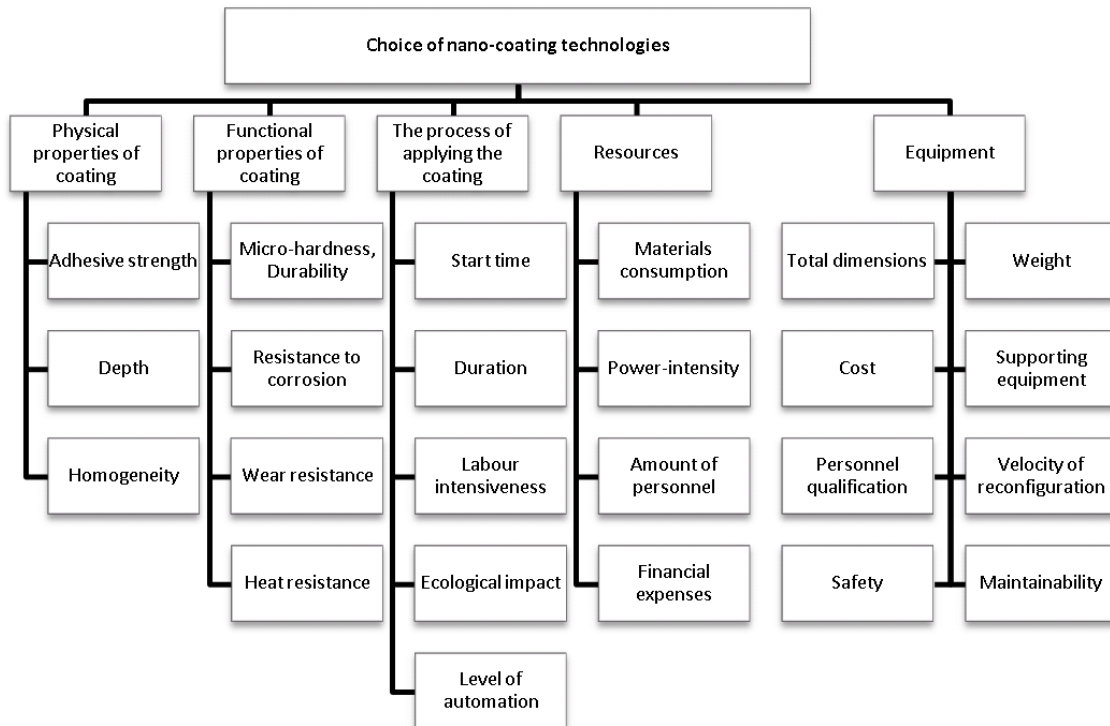 Choice of nano-coating technologies
Physical
properties of
coating
Functional
properties of
coating
The process of
applying the
coating
Resources
Equipment
Adhesive strength
Depth
Homogeneity
Micro-hardness,
Durability
Resistance to
corrosion
Wear resistance
Heat resistance
Start time
Duration
Labour
intensiveness
Ecological impact
Level of
automation
Materials
consumption
Power-intensity
Amount of
personnel
Financial
expenses
Total dimensions
Weight
Cost
Supporting
equipment
Personnel
qualification
Velocity of
reconfiguration
Safety
Maintainability